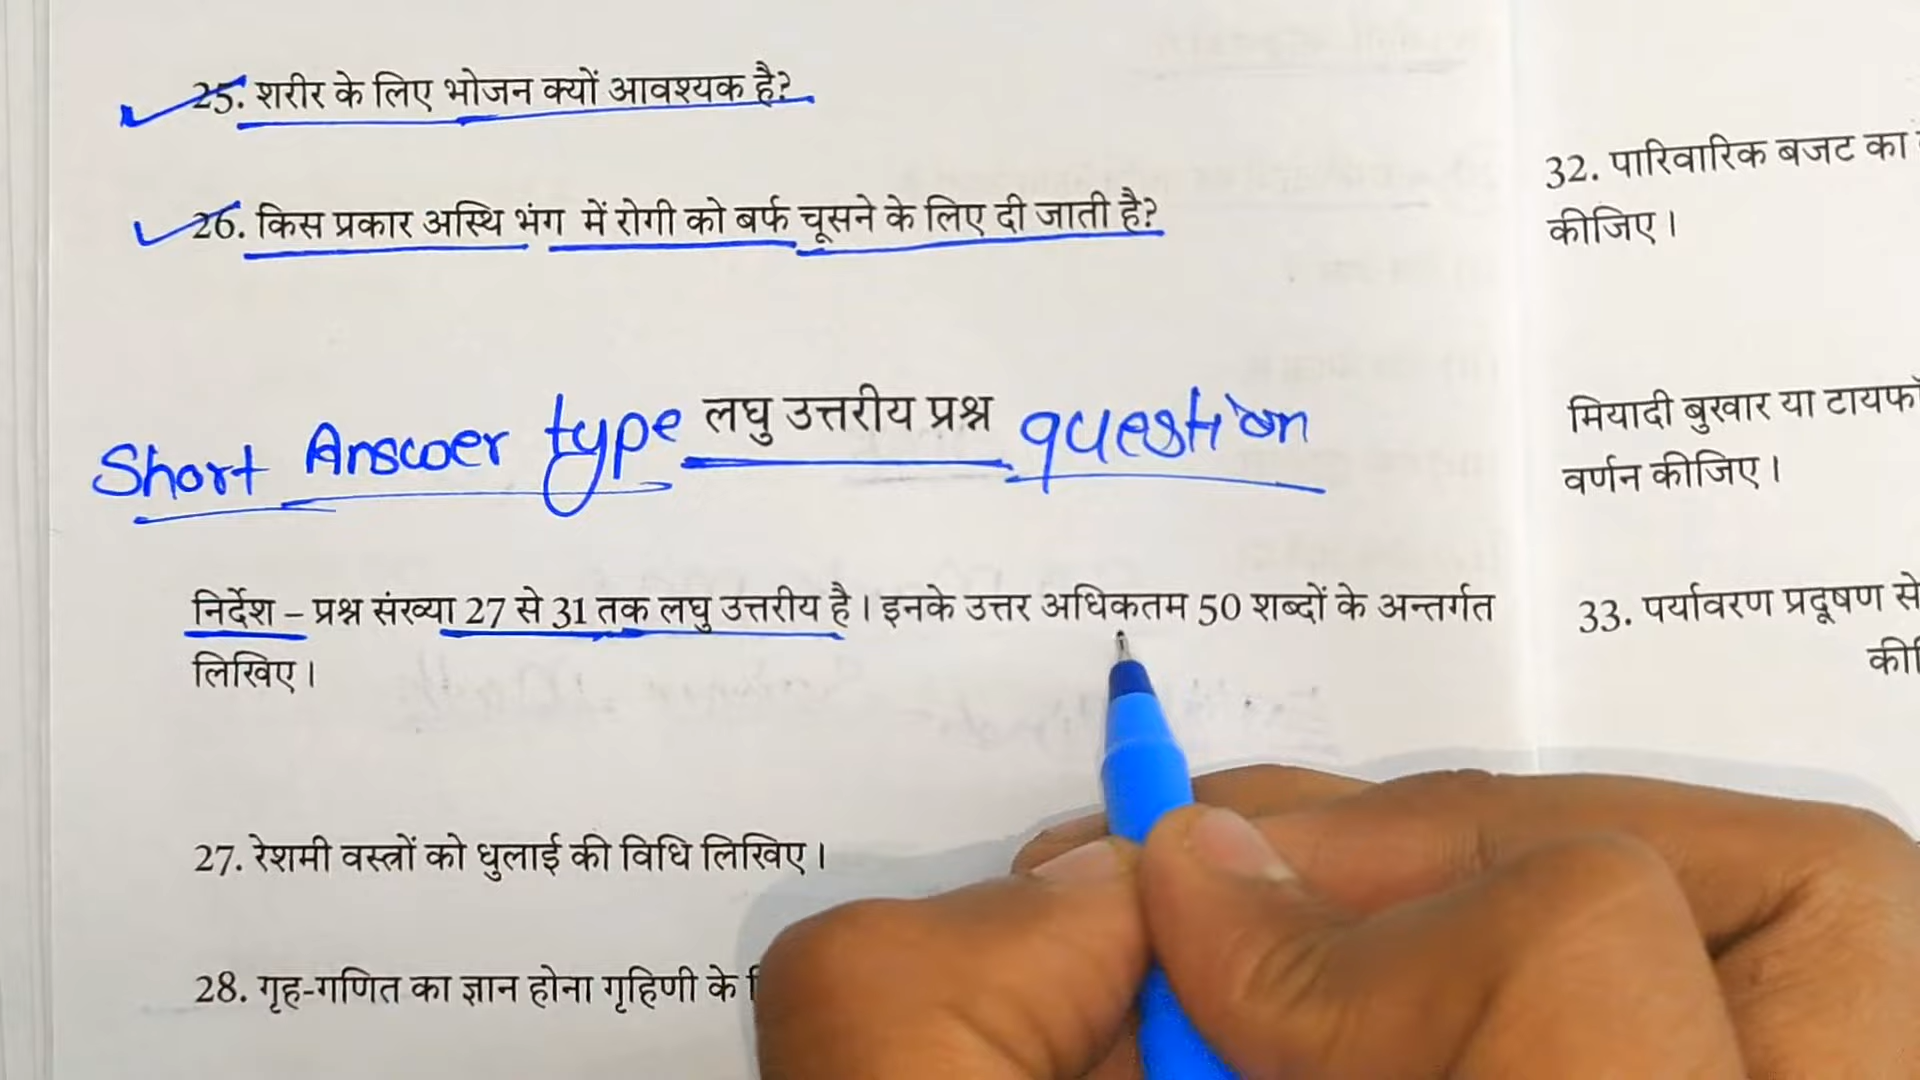 25. शरीर के लिए भोजन क्यों आवश्यक है?
26. किस प्रकार अस्थि भंग में रोगी को बर्फ चूसने के लिए दी जाती है?
Short Answer type लघु उत्तरीय प्रश्न question
निर्देश – प्रश्न संख्या 27 से 31 तक लघु उत्तरीय है। इनके उत्तर अधिकतम 50 शब्दों के अन्तर्गत
लिखिए।
27. रेशमी वस्त्रों को धुलाई की विधि लिखिए।
28. गृह-गणित का ज्ञान होना गृहिणी के
32. पारिवारिक बजट का
कीजिए।
मियादी बुखार या
वर्णन कीजिए।
33. पर्यावरण प्रदूषण से